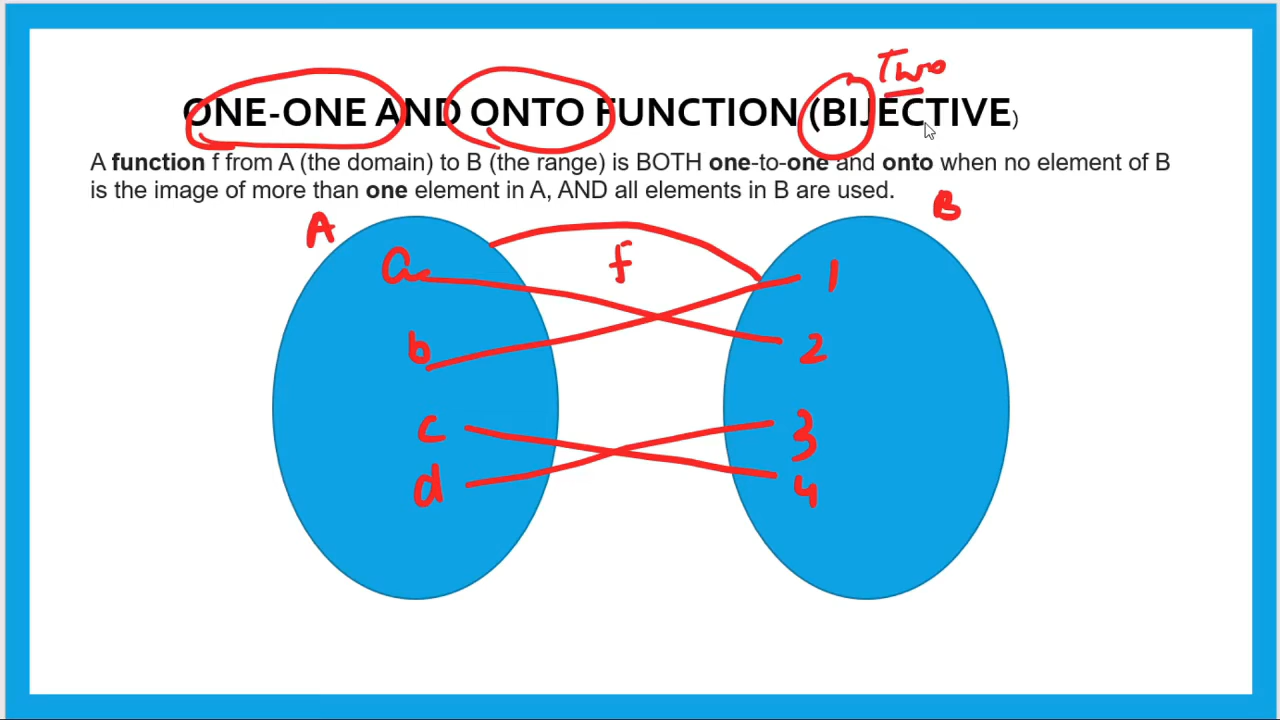 Two
ONE-ONE AND ONTO FUNCTION (BIJECTIVE)
A function f from A (the domain) to B (the range) is BOTH one-to-one and onto when no element of B
is the image of more than one element in A, AND all elements in B are used.
A
B
f
a
1
b
2
c
3
d
4